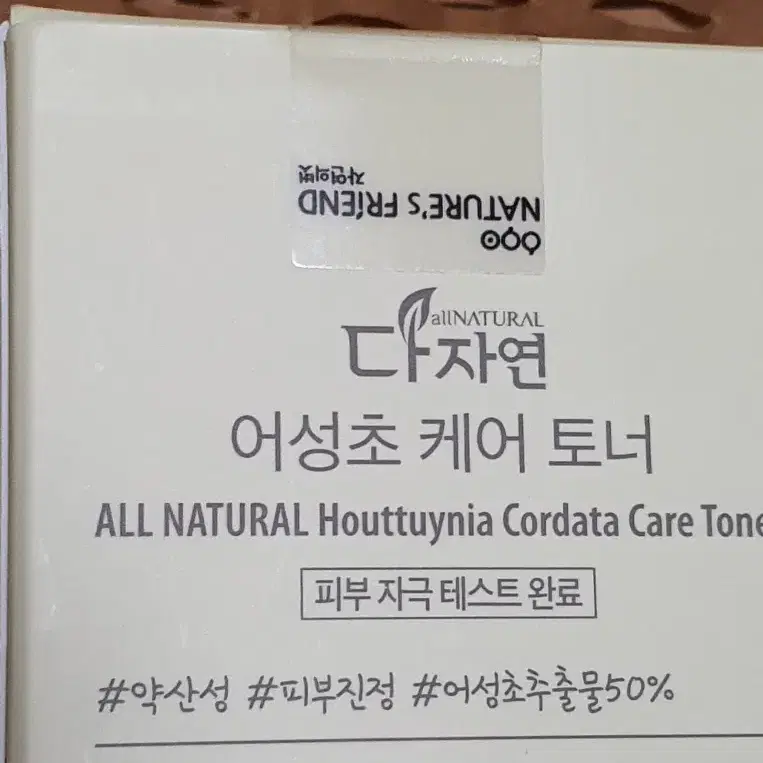 자연의벗
NATURE'S FRiEND
allNATURAL
다자연
어성초 케어 토너
ALL NATURAL Houttuynia Cordata Care Tone
피부 자극 테스트 완료
#약산성 #피부진정 #어성초추출물50%